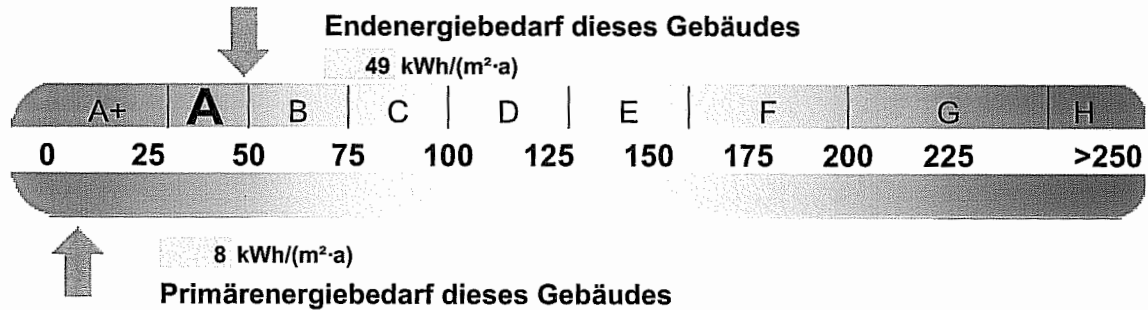 Endenergiebedarf dieses Gebäudes
49 kWh/(m²·a)
A+ A B C D E F G H
0 25 50 75 100 125 150 175 200 225 >250
8 kWh/(m²·a)
Primärenergiebedarf dieses Gebäudes